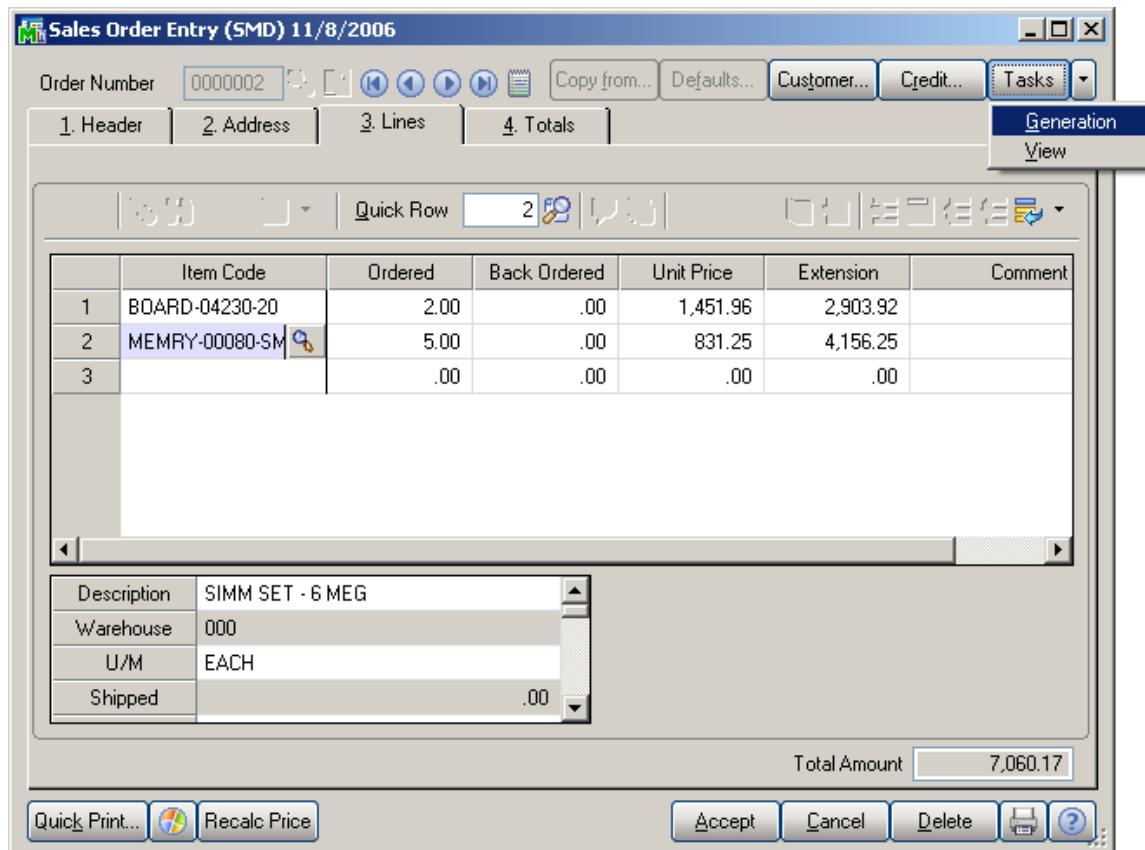 Sales Order Entry (SMD) 11/8/2006
Order Number 0000002 Copy from... Defaults... Customer... Credit... Tasks
Generation
View
1. Header 2. Address 3. Lines 4. Totals
Quick Row 2
Item Code Ordered Back Ordered Unit Price Extension Comment
1 BOARD-04230-20 2.00 .00 1,451.96 2,903.92
2 MEMRY-00080-SM 5.00 .00 831.25 4,156.25
3 .00 .00 .00 .00
Description SIMM SET - 6 MEG
Warehouse 000
U/M EACH
Shipped .00
Total Amount 7,060.17
Quick Print... Recalc Price Accept Cancel Delete